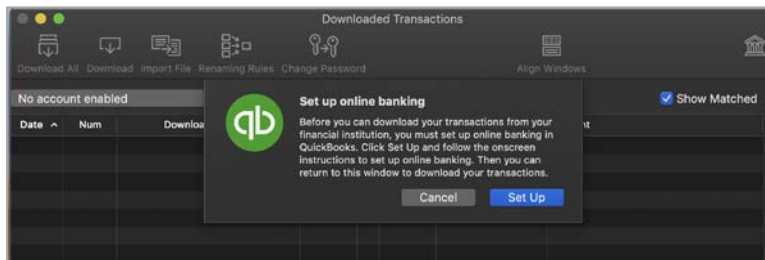 Downloaded Transactions
Download All Download Import File Renaming Rules Change Password Align Windows
No account enabled Show Matched
Date Num Downloa nt
qb Set up online banking
Before you can download your transactions from your
financial institution, you must set up online banking in
QuickBooks. Click Set Up and follow the onscreen
instructions to set up online banking. Then you can
return to this window to download your transactions.
Cancel Set Up